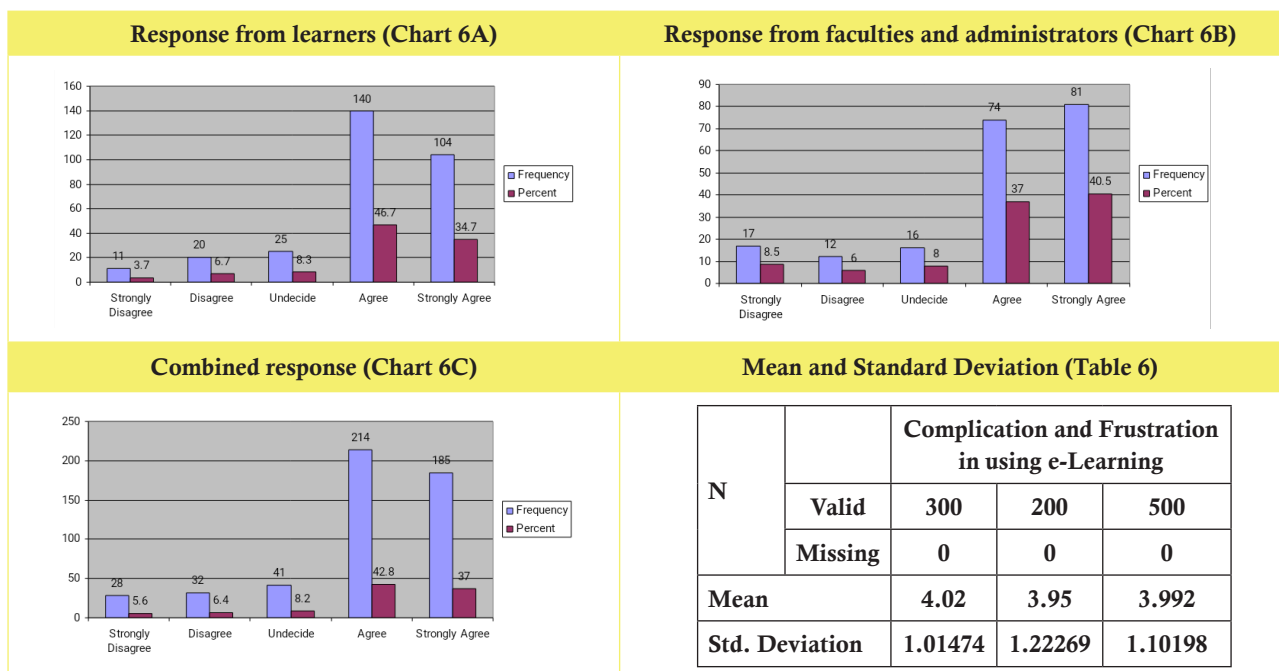 Response from learners (Chart 6A)
160
140
120
100
80
60
40
20
0
11
3.7
20
6.7
25
8.3
140
46.7
104
34.7
Strongly
Disagree
Disagree
Undecide
Agree
Strongly Agree
Frequency
Percent
Response from faculties and administrators (Chart 6B)
90
80
70
60
50
40
30
20
10
0
17
8.5
12
6
16
8
74
37
81
40.5
Strongly
Disagree
Disagree
Undecide
Agree
Strongly Agree
Frequency
Percent
Combined response (Chart 6C)
250
200
150
100
50
0
28
5.6
32
6.4
41
8.2
214
42.8
185
37
Strongly
Disagree
Disagree
Undecide
Agree
Strongly Agree
Frequency
Percent
Mean and Standard Deviation (Table 6)
N
Complication and Frustration
in using e-Learning
Valid 300 200 500
Missing 0 0 0
Mean 4.02 3.95 3.992
Std. Deviation 1.01474 1.22269 1.10198